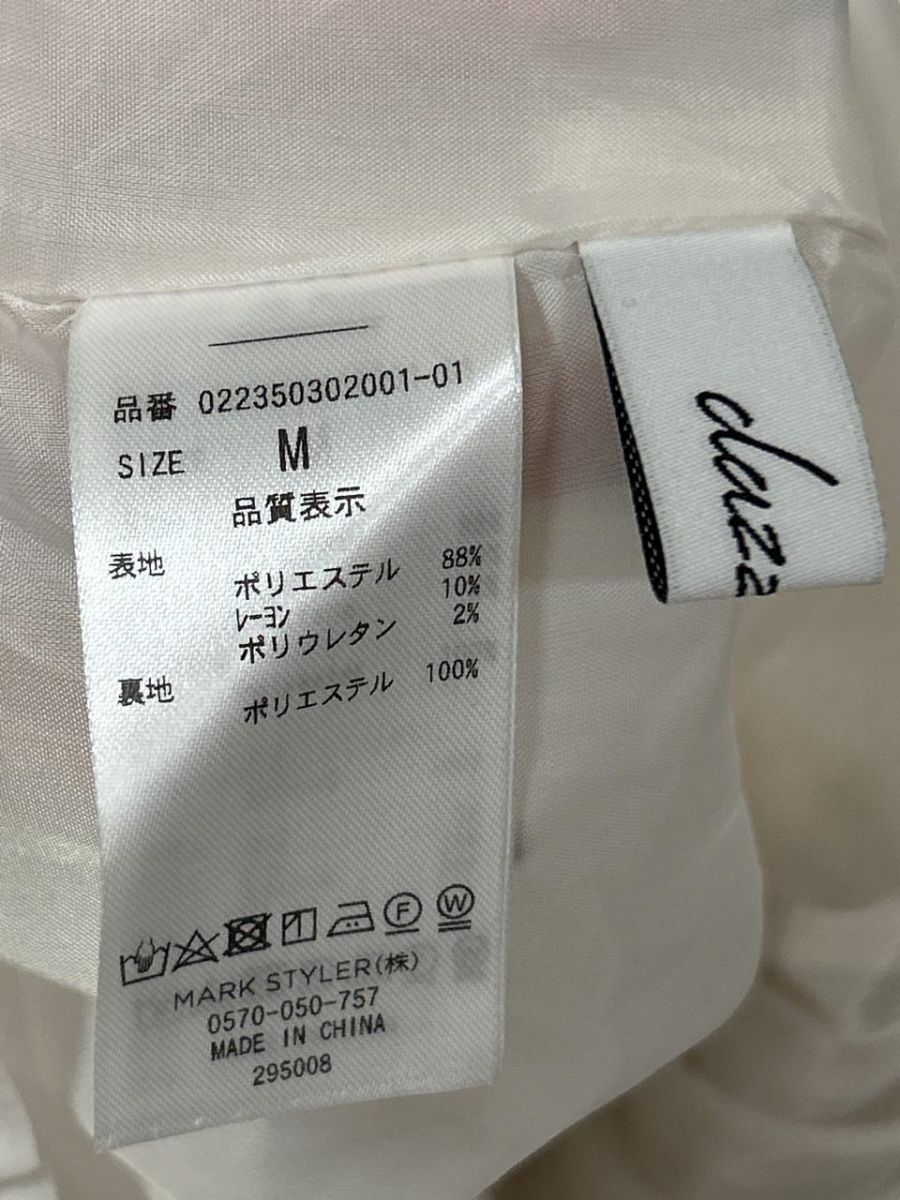 品番 022350302001-01
SIZE M
品質表示
表地
ポリエステル 88%
レーヨン 10%
ポリウレタン 2%
裏地
ポリエステル 100%
F W
MARK STYLER(株)
0570-050-757
MADE IN CHINA
295008
dazz